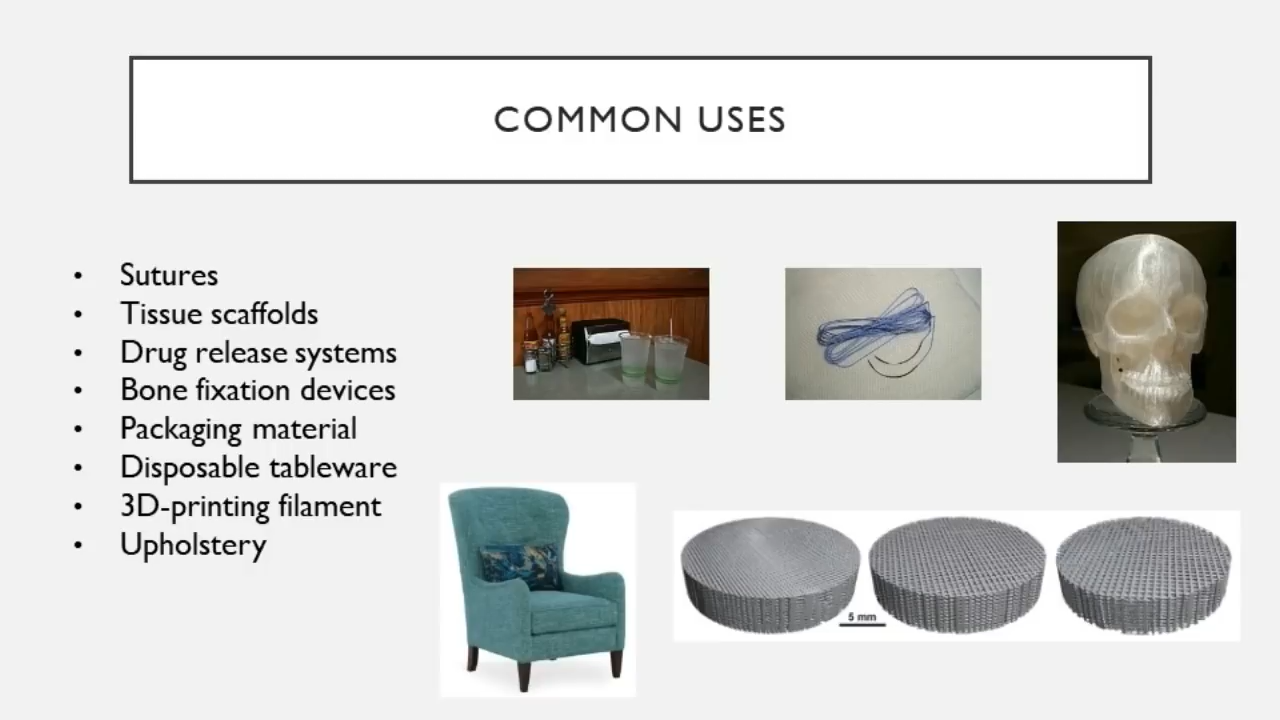 COMMON USES
• Sutures
• Tissue scaffolds
• Drug release systems
• Bone fixation devices
• Packaging material
• Disposable tableware
• 3D-printing filament
• Upholstery
5 mm